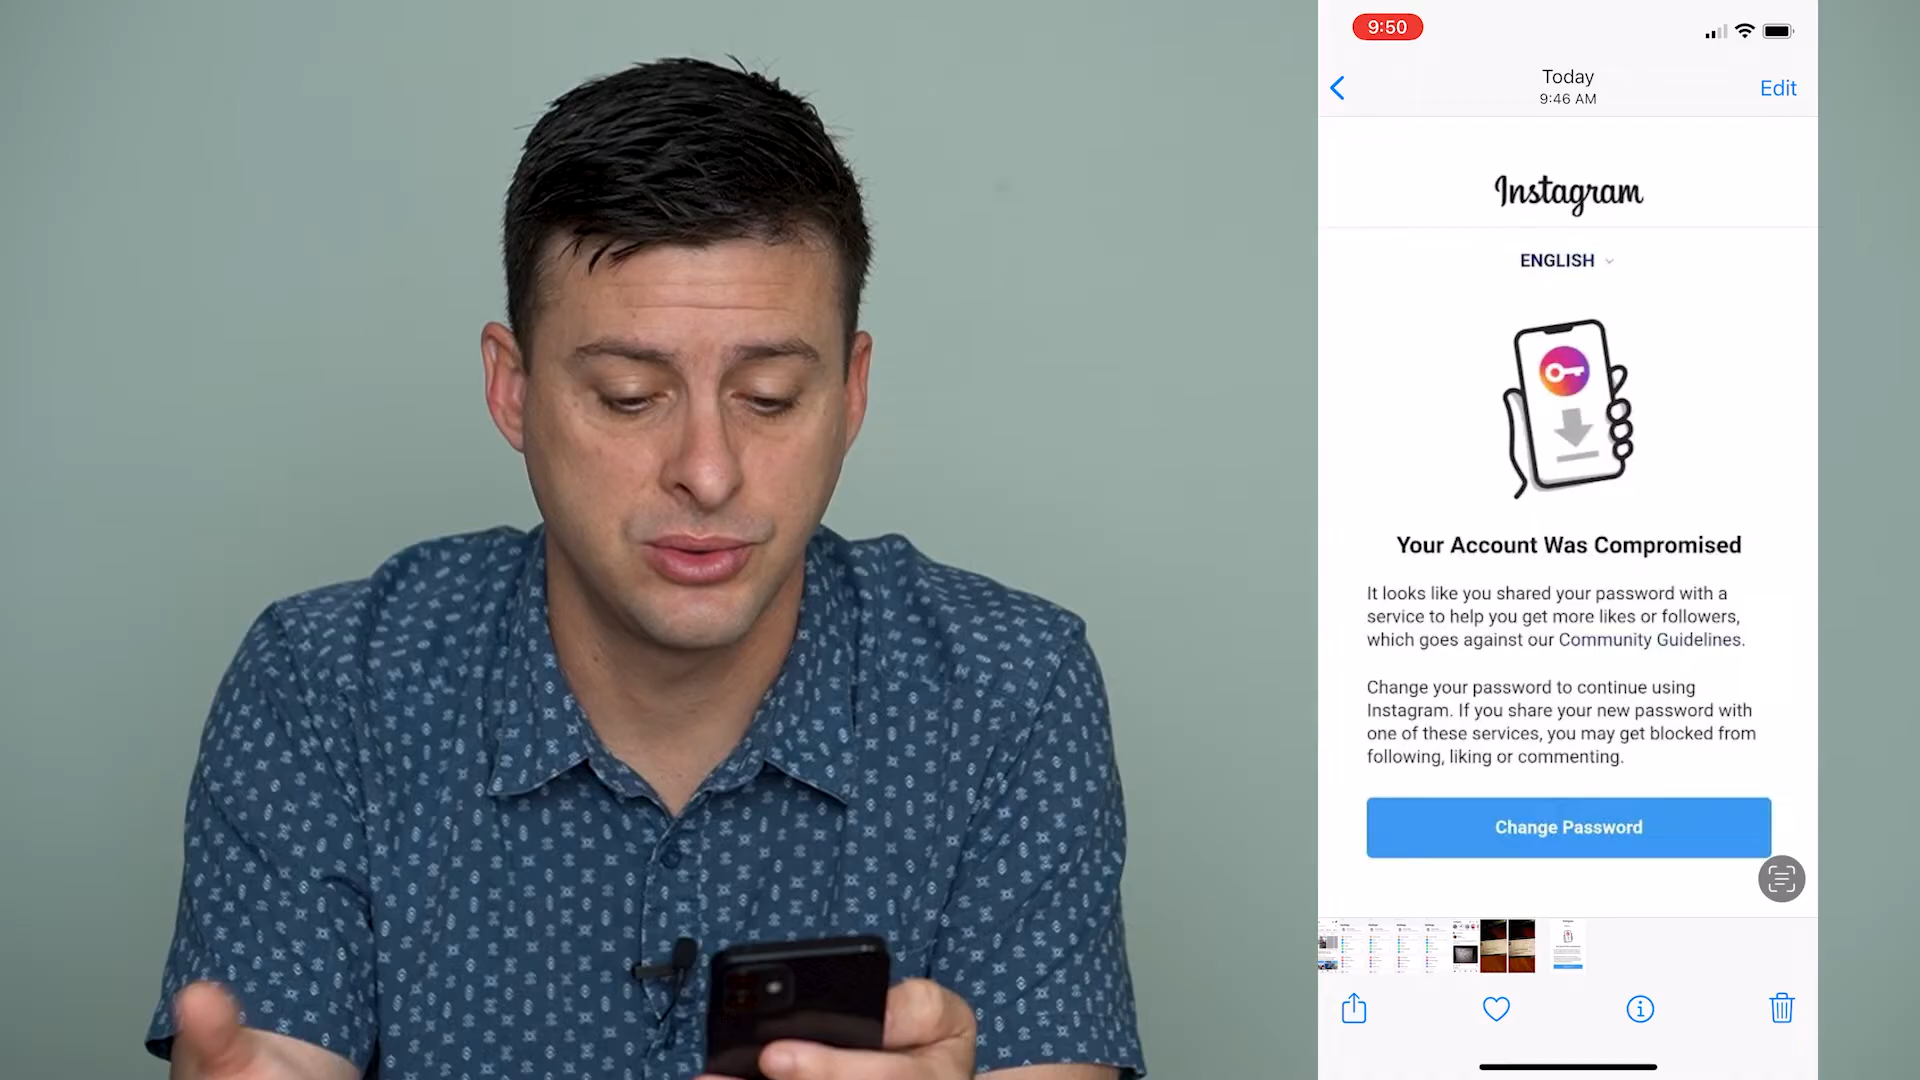 9:50
Today
9:46 AM
Edit
Instagram
ENGLISH
Your Account Was Compromised
It looks like you shared your password with a
service to help you get more likes or followers,
which goes against our Community Guidelines.
Change your password to continue using
Instagram. If you share your new password with
one of these services, you may get blocked from
following, liking or commenting.
Change Password